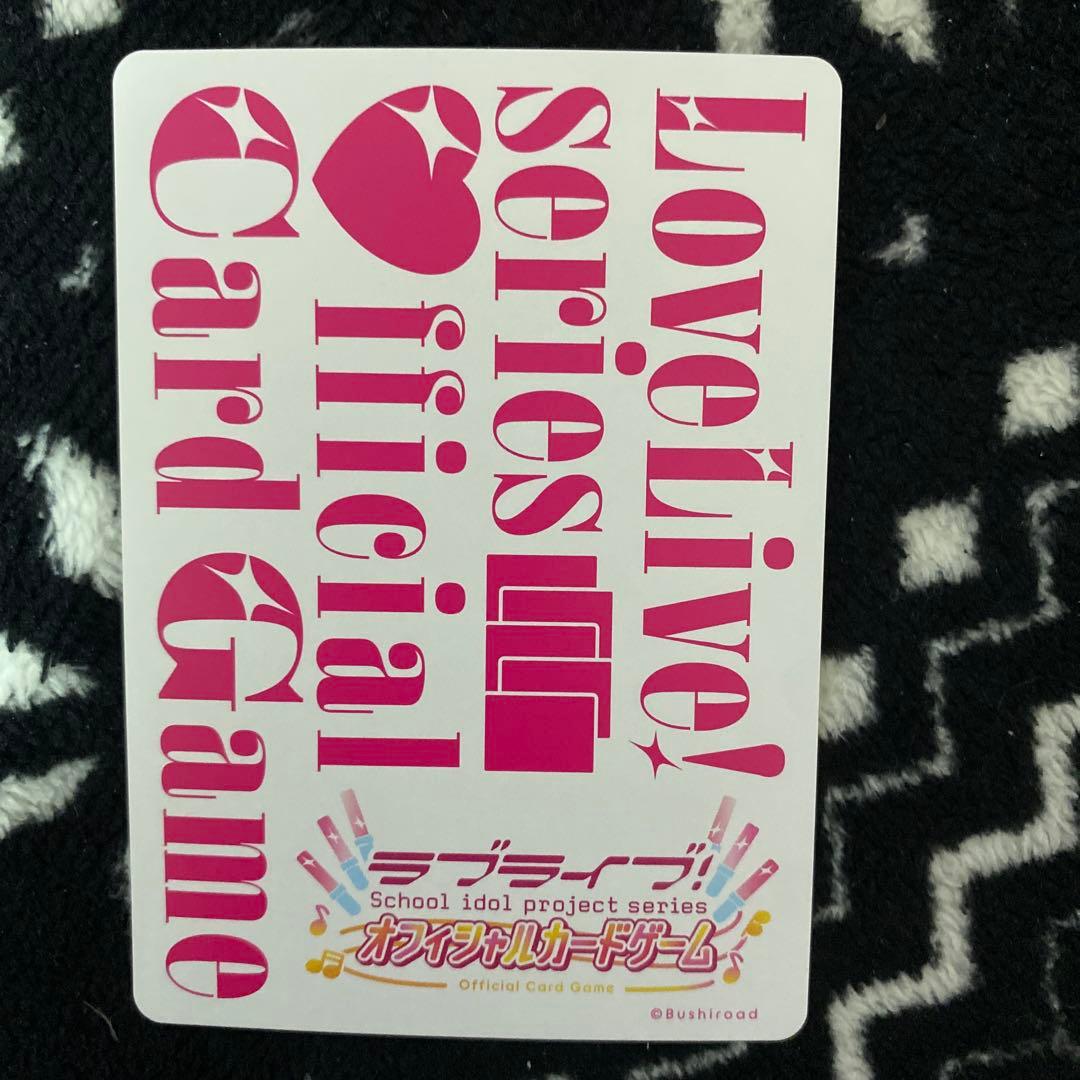 LoveLive!
series
Official
Card Game
ラブライブ!
School idol project series
オフィシャルカードゲーム
Official Card Game
©Bushiroad